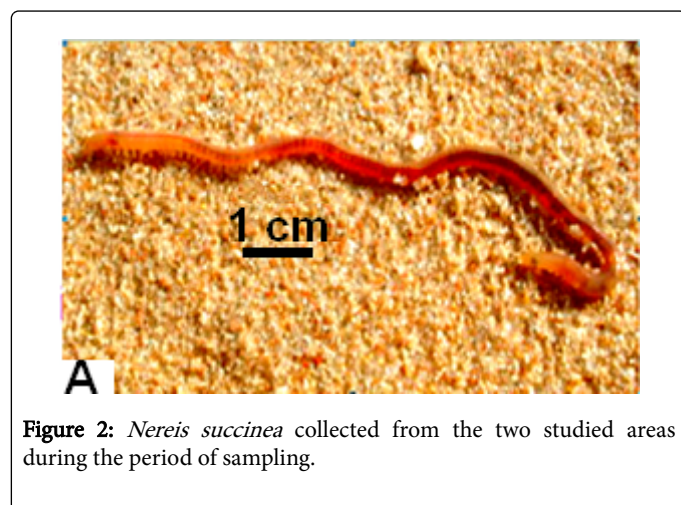 1 cm
A
Figure 2: Nereis succinea collected from the two studied areas
during the period of sampling.